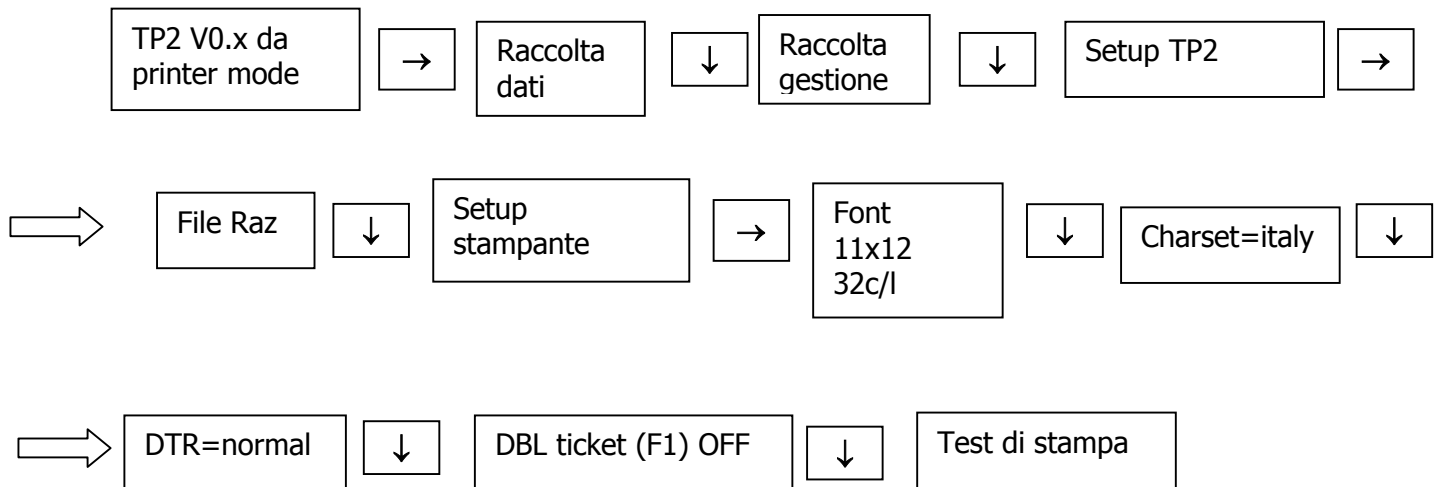 TP2 V0.x da
printer mode
→
Raccolta
dati
↓
Raccolta
gestione
↓
Setup TP2
→
File Raz
↓
Setup
stampante
→
Font
11x12
32c/l
↓
Charset=italy
↓
DTR=normal
↓
DBL ticket (F1) OFF
↓
Test di stampa